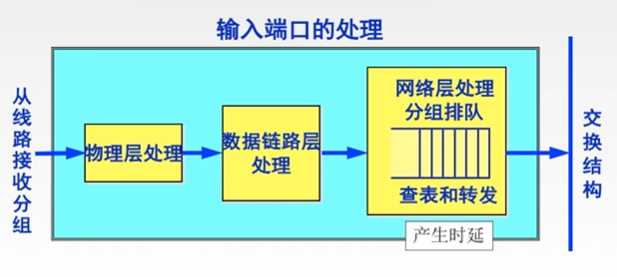 输入端口的处理
从线路接收分组
物理层处理
数据链路层
处理
网络层处理
分组排队
查表和转发
产生时延
交换结构